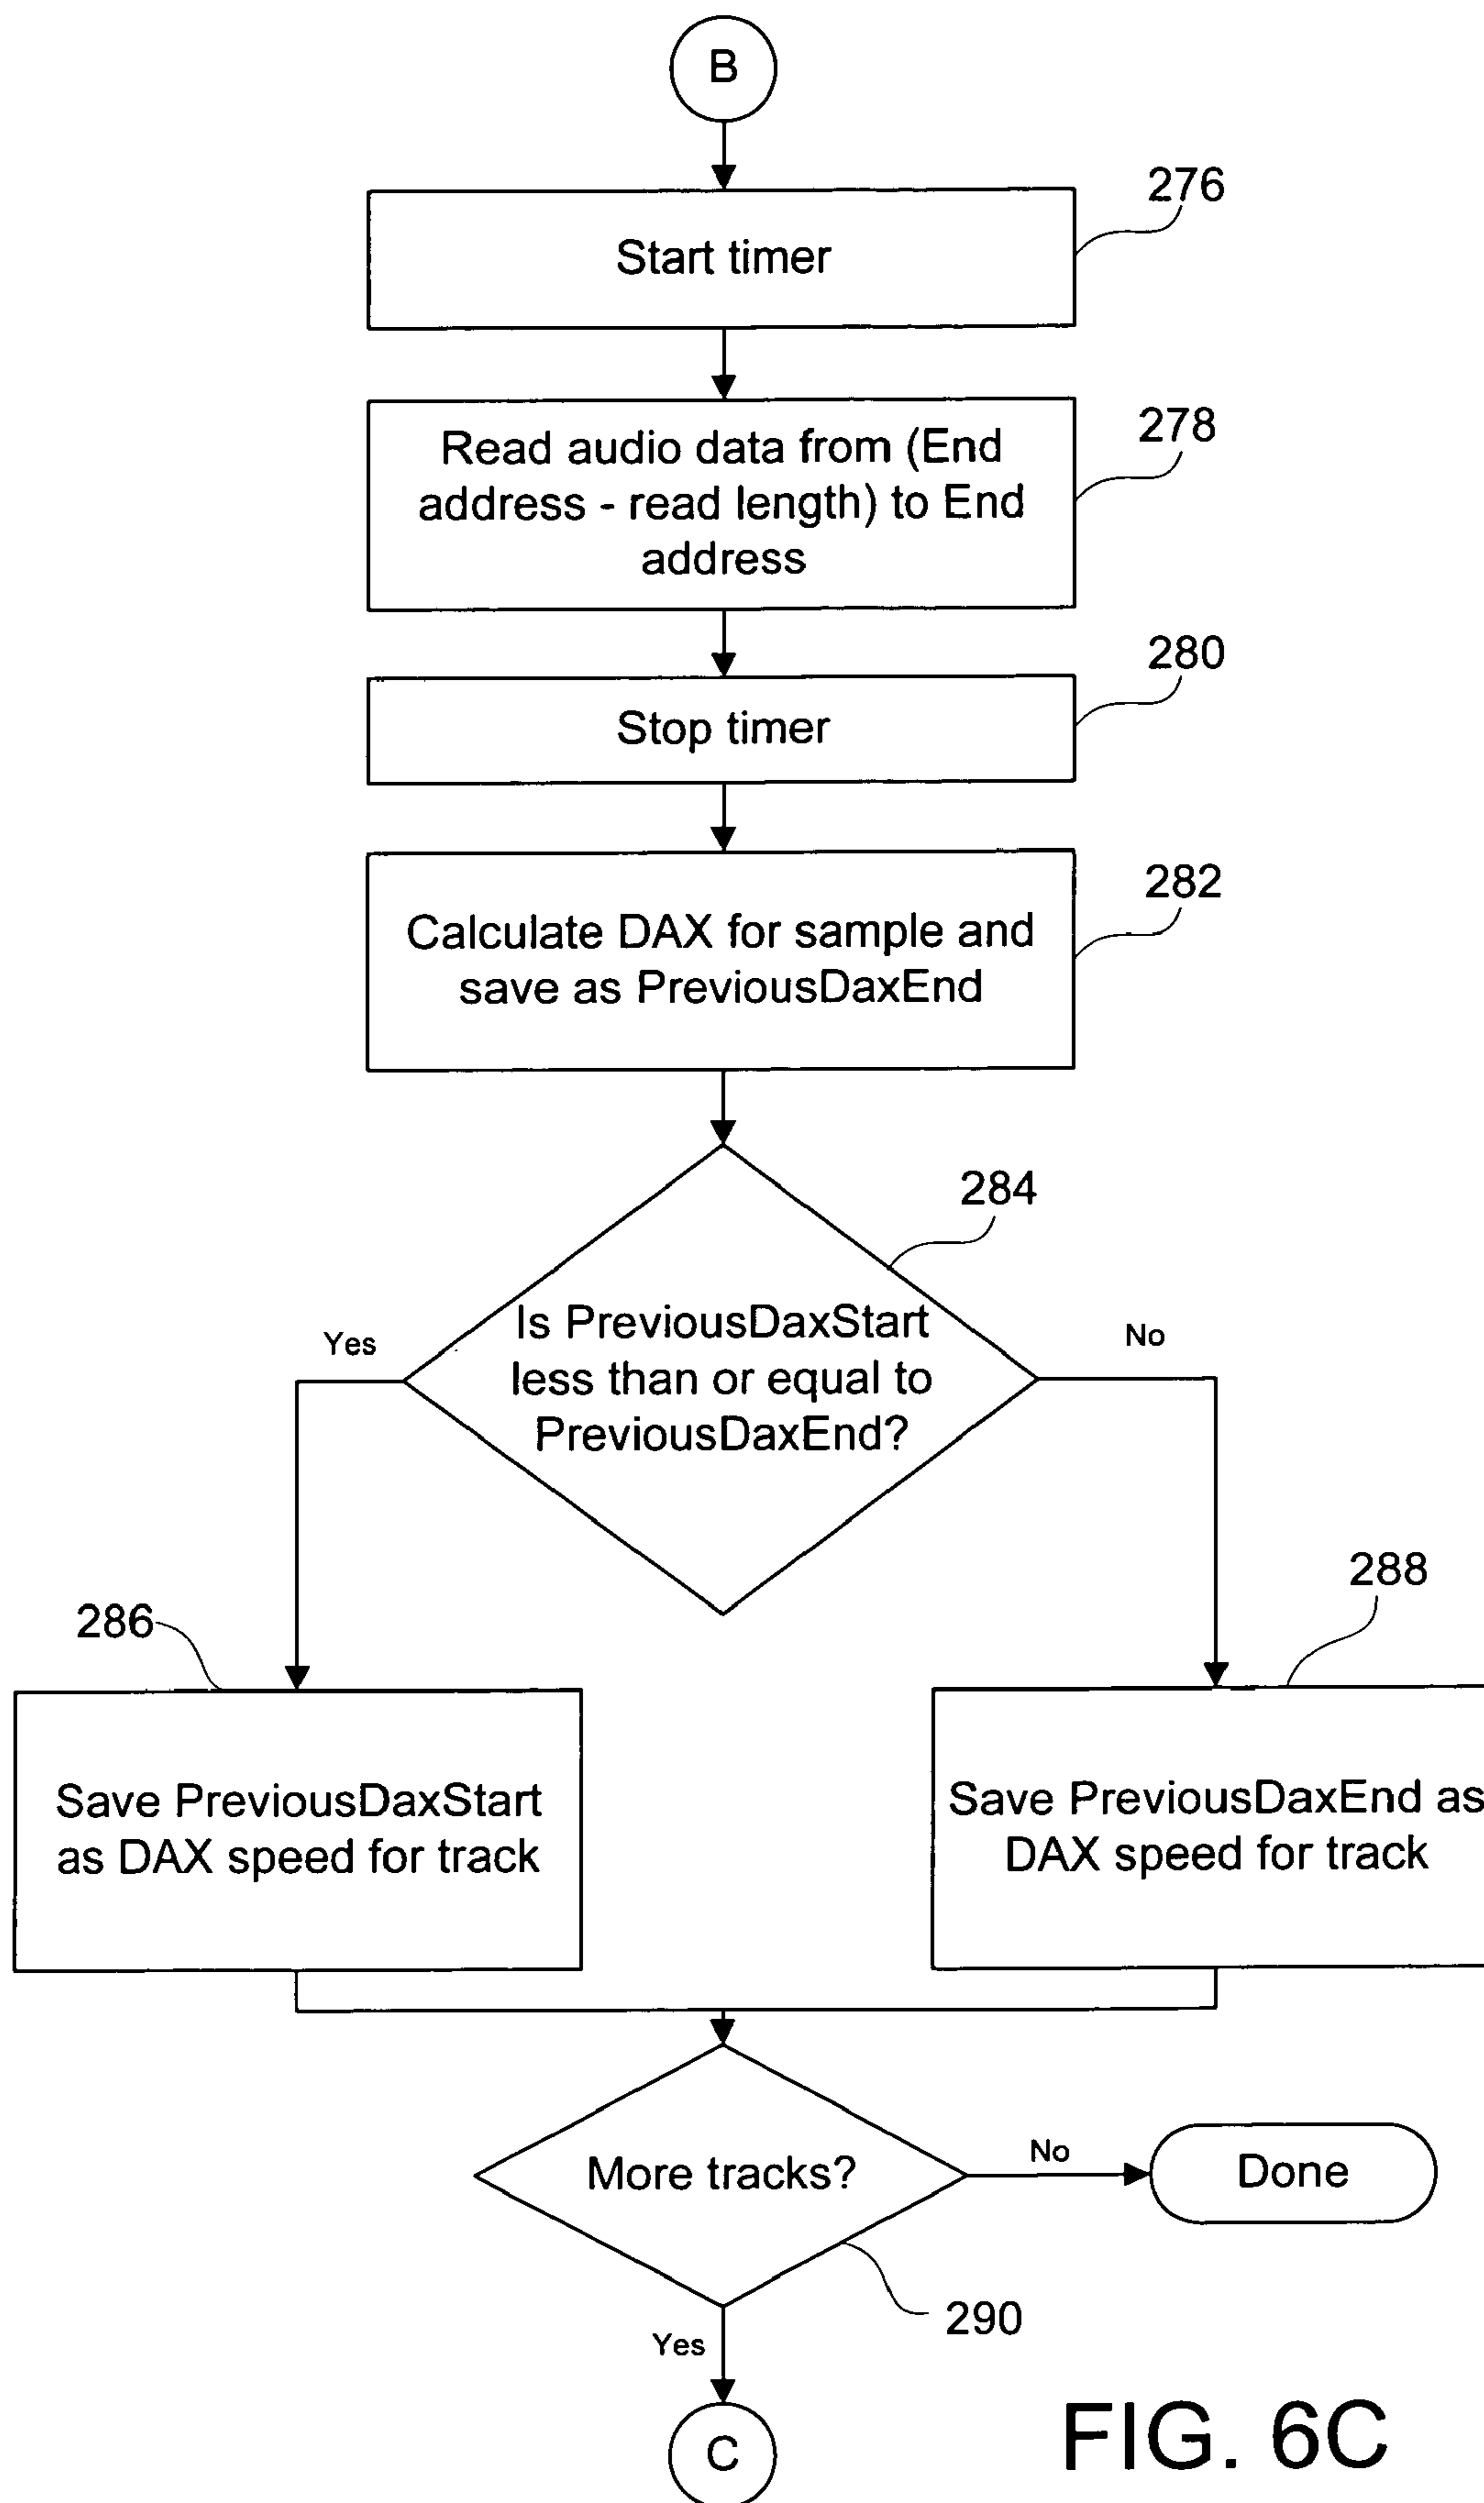 B
276
Start timer
278
Read audio data from (End
address - read length) to End
address
280
Stop timer
282
Calculate DAX for sample and
save as PreviousDaxEnd
284
Is PreviousDaxStart
less than or equal to
PreviousDaxEnd?
Yes
No
286
288
Save PreviousDaxStart
as DAX speed for track
Save PreviousDaxEnd as
DAX speed for track
More tracks?
No
Done
290
Yes
C
FIG. 6C